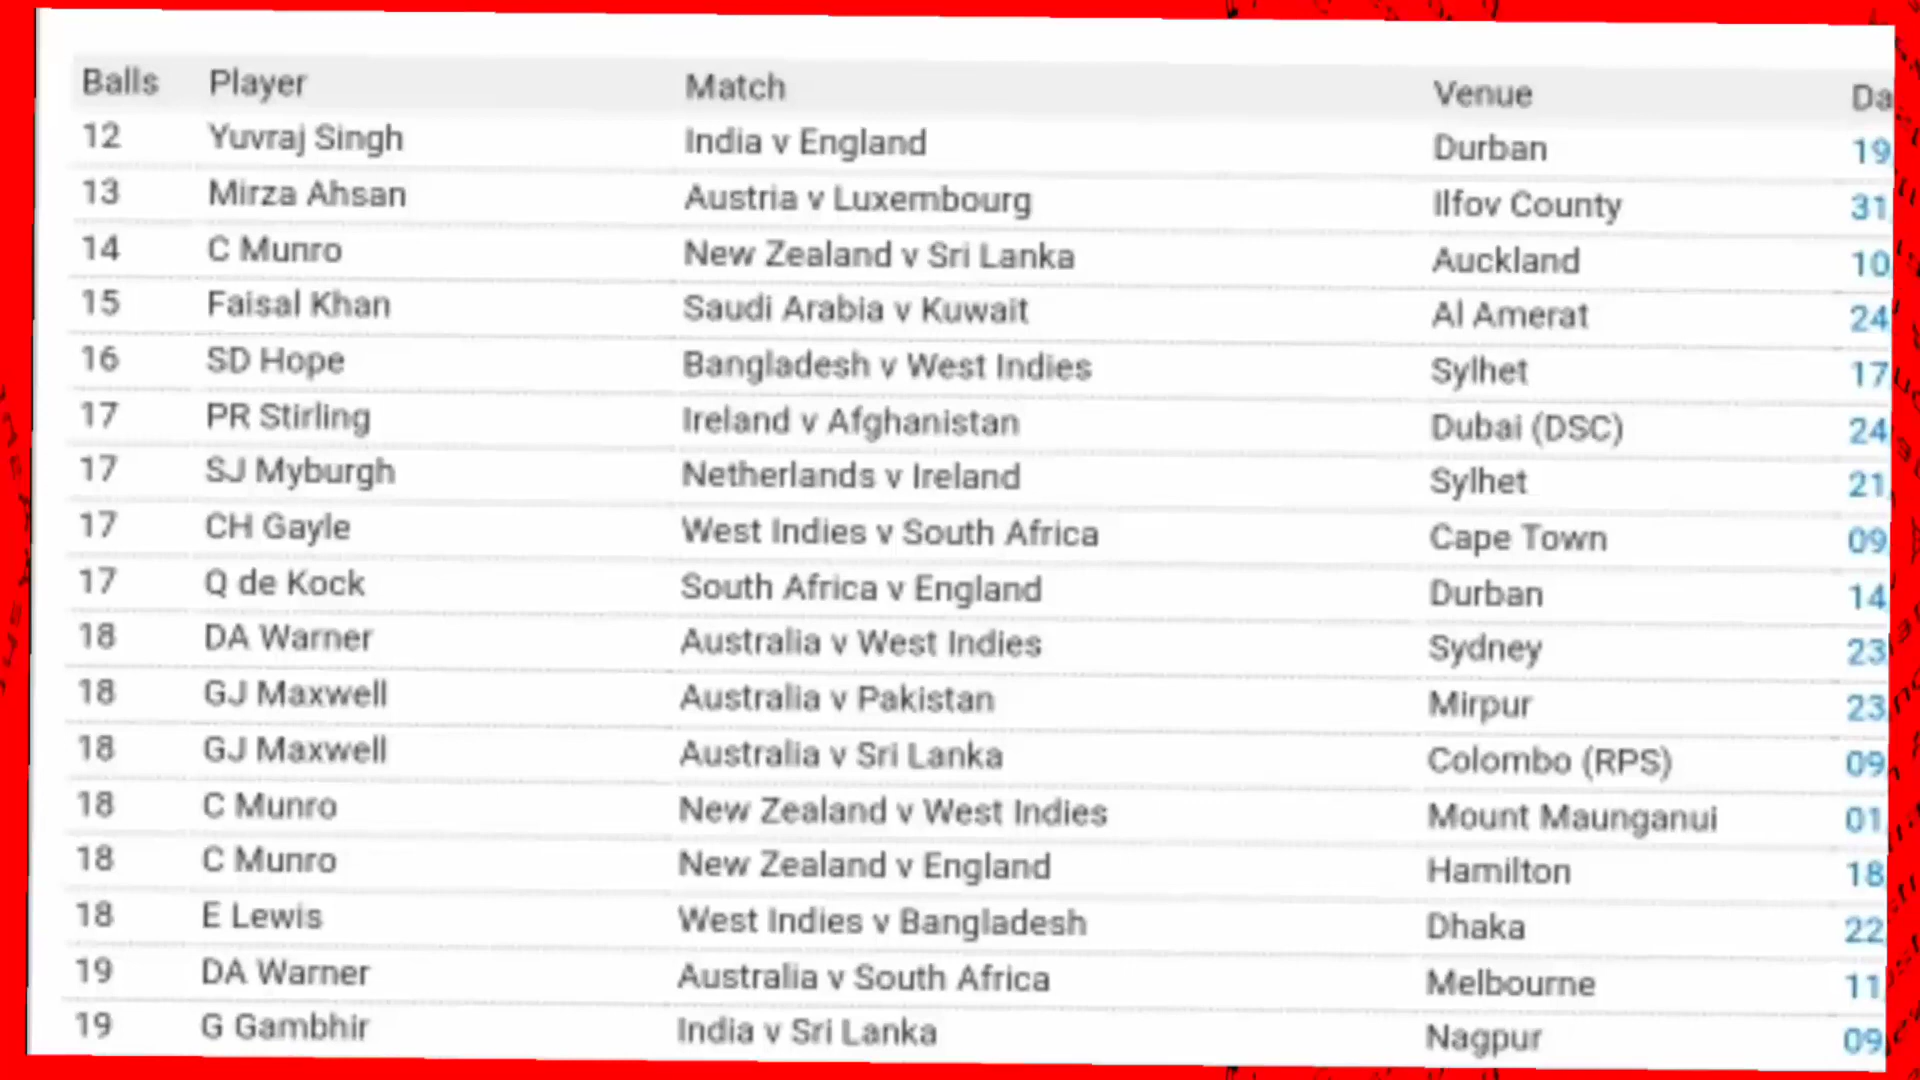 Balls Player Match Venue Da
12 Yuvraj Singh India v England Durban 19
13 Mirza Ahsan Austria v Luxembourg Ilfov County 31
14 C Munro New Zealand v Sri Lanka Auckland 10
15 Faisal Khan Saudi Arabia v Kuwait Al Amerat 24
16 SD Hope Bangladesh v West Indies Sylhet 17
17 PR Stirling Ireland v Afghanistan Dubai (DSC) 24
17 SJ Myburgh Netherlands v Ireland Sylhet 21
17 CH Gayle West Indies v South Africa Cape Town 09
17 Q de Kock South Africa v England Durban 14
18 DA Warner Australia v West Indies Sydney 23
18 GJ Maxwell Australia v Pakistan Mirpur 23
18 GJ Maxwell Australia v Sri Lanka Colombo (RPS) 09
18 C Munro New Zealand v West Indies Mount Maunganui 01
18 C Munro New Zealand v England Hamilton 18
18 E Lewis West Indies v Bangladesh Dhaka 22
19 DA Warner Australia v South Africa Melbourne 11
19 G Gambhir India v Sri Lanka Nagpur 09